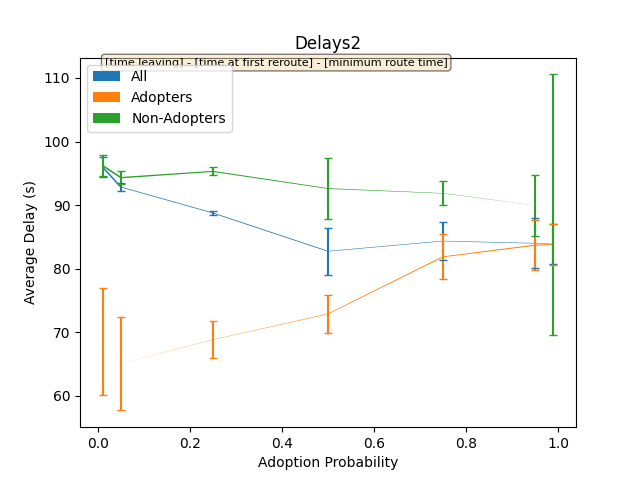 Delays2
[time leaving] - [time at first reroute] - [minimum route time]
All
Adopters
Non-Adopters
Average Delay (s)
110
100
90
80
70
60
0.0 0.2 0.4 0.6 0.8 1.0
Adoption Probability